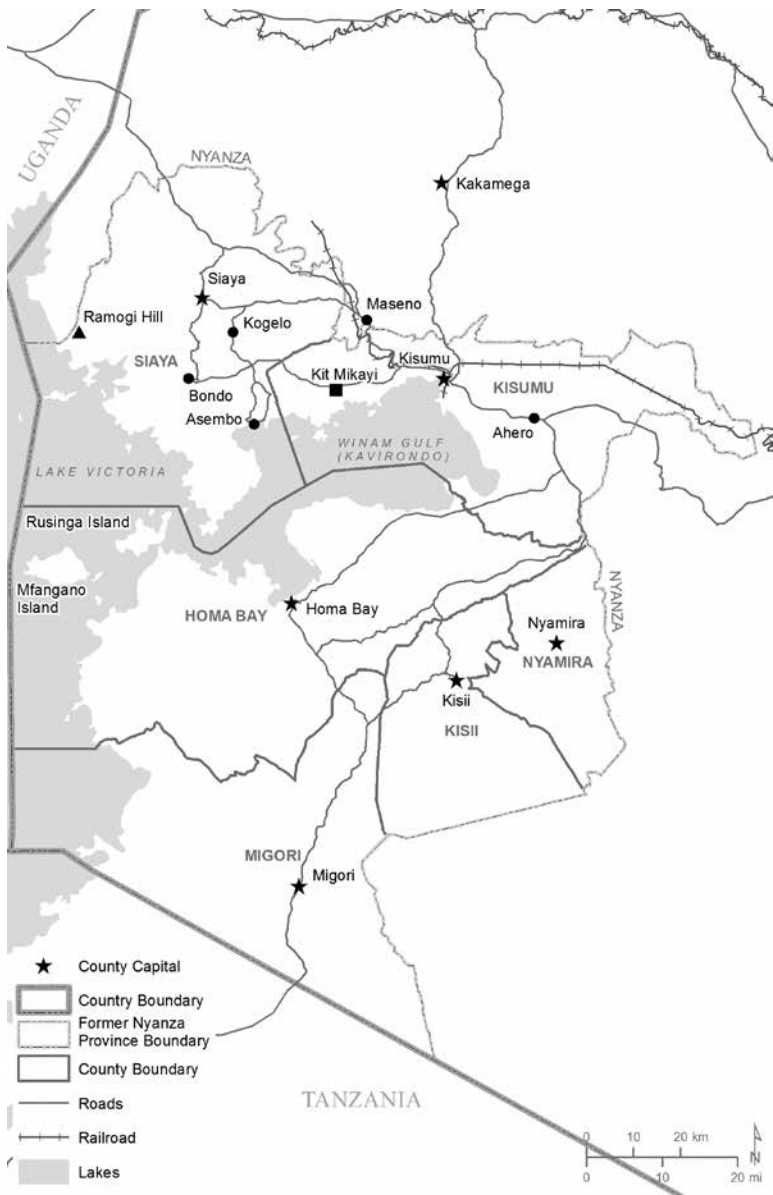 UGANDA
NYANZA
Kakamega
Siaya
Maseno
Ramogi Hill
Kogelo
Kisumu
SIAYA
Kit Mikayi
KISUMU
Bondo
Asembo
Ahero
WINAM GULF
(KAVIRONDO)
LAKE VICTORIA
Rusinga Island
Mfangano
Island
NYANZA
HOMA BAY
Homa Bay
Nyamira
NYAMIRA
Kisii
KISII
MIGORI
Migori
County Capital
Country Boundary
Former Nyanza
Province Boundary
County Boundary
Roads
Railroad
Lakes
TANZANIA
0 10 20 km
N
0 10 20 mi